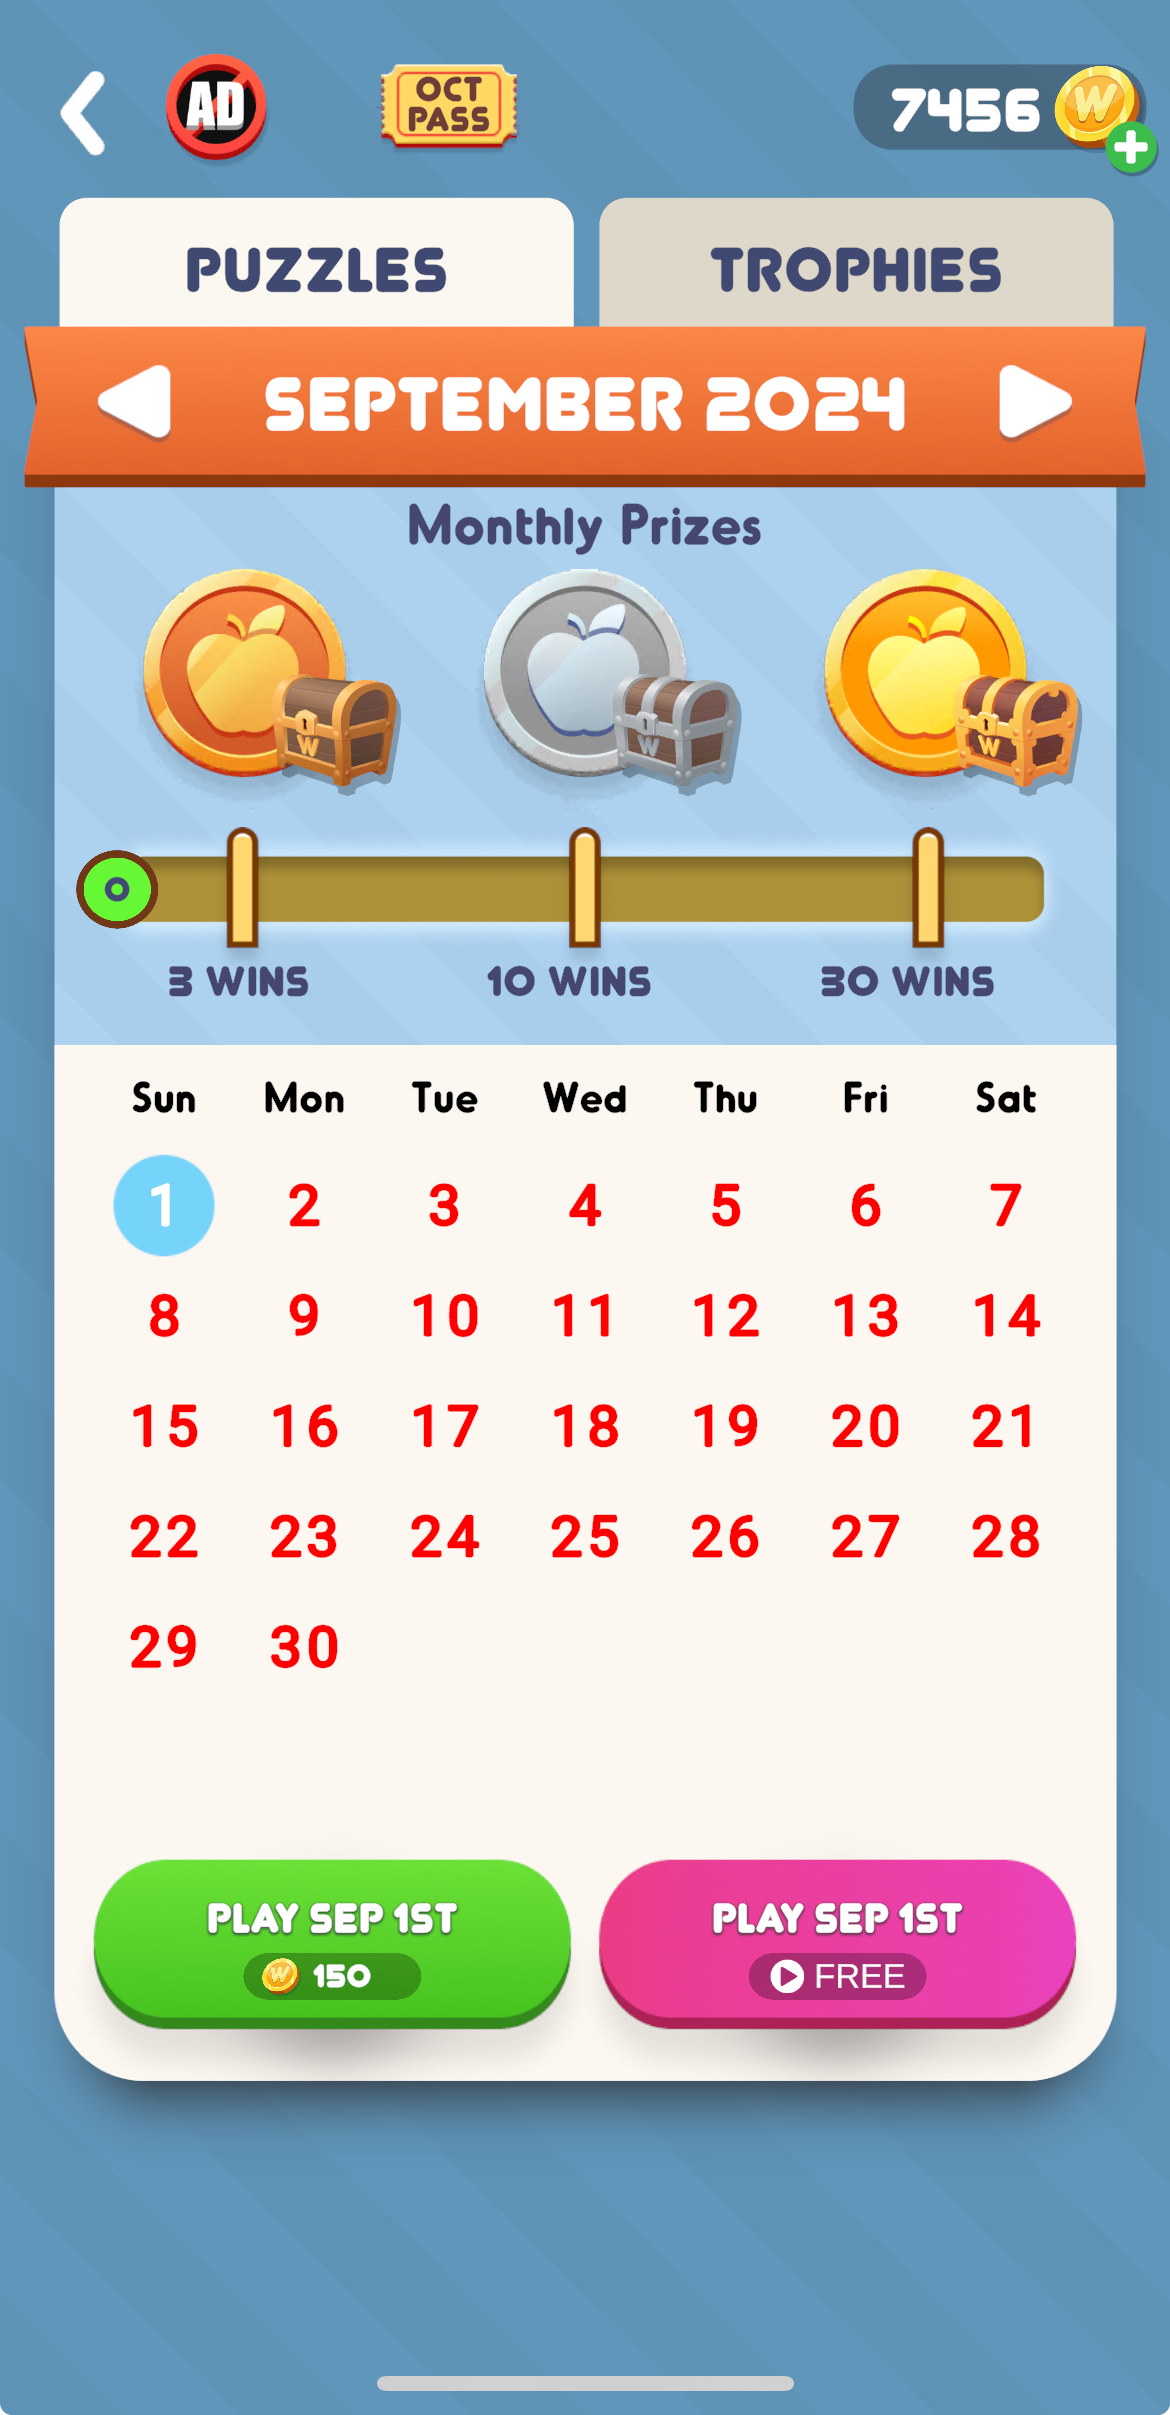 AD
OCT
PASS
7456
W
PUZZLES
TROPHIES
SEPTEMBER 2024
Monthly Prizes
W
W
W
0
3 WINS
10 WINS
30 WINS
Sun Mon Tue Wed Thu Fri Sat
1 2 3 4 5 6 7
8 9 10 11 12 13 14
15 16 17 18 19 20 21
22 23 24 25 26 27 28
29 30
PLAY SEP 1ST
W 150
PLAY SEP 1ST
FREE